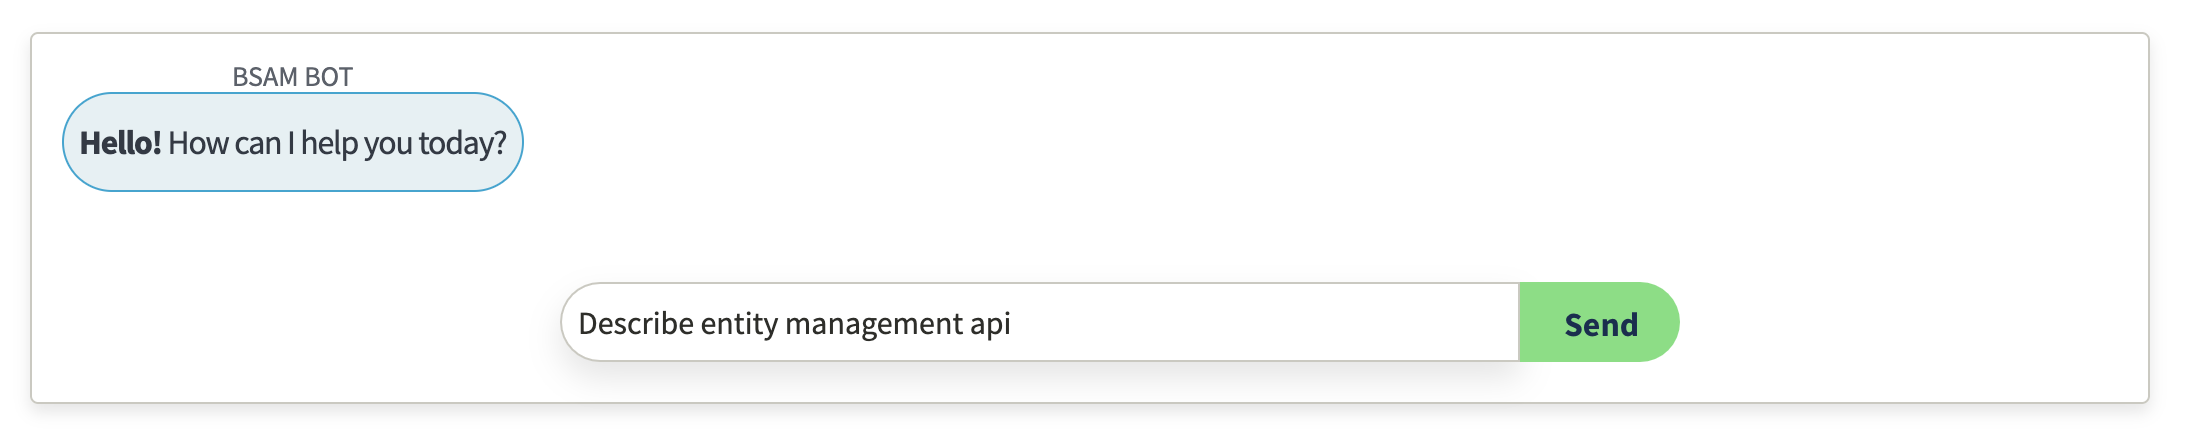 BSAM BOT
Hello! How can I help you today?
Describe entity management api
Send